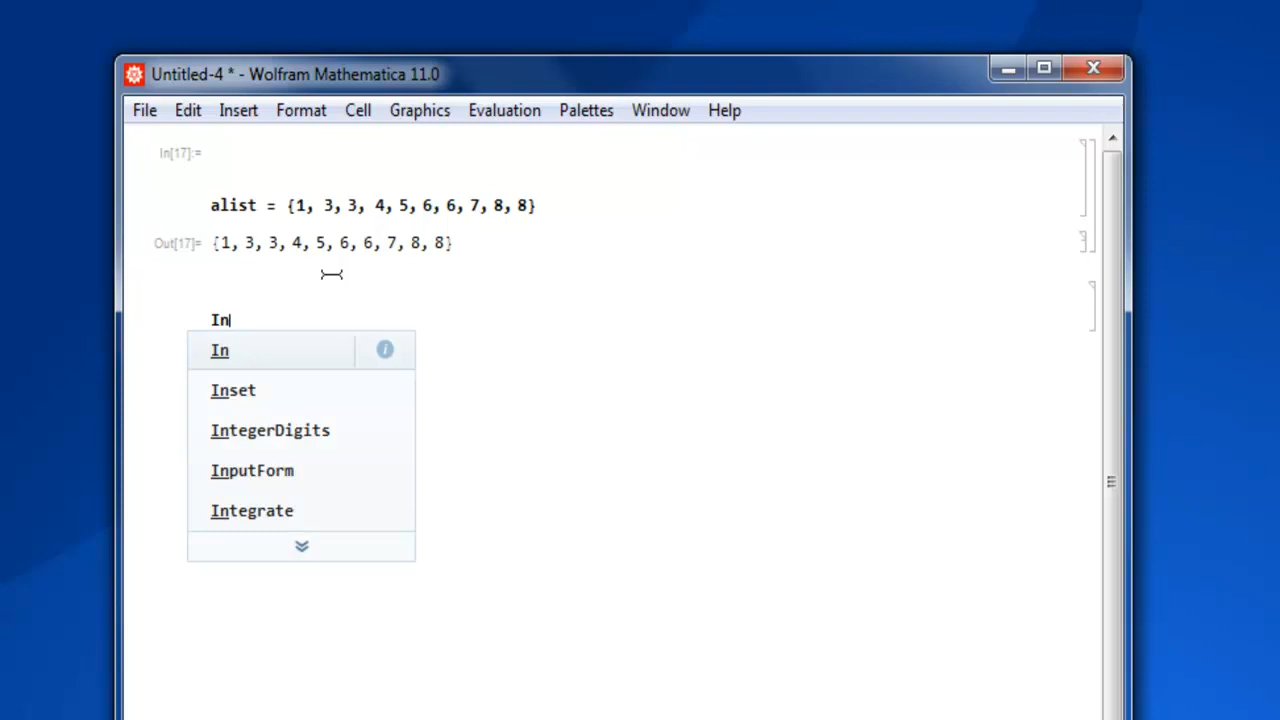 Untitled-4 * - Wolfram Mathematica 11.0
File Edit Insert Format Cell Graphics Evaluation Palettes Window Help
In[17]:=
alist = {1, 3, 3, 4, 5, 6, 6, 7, 8, 8}
Out[17]= {1, 3, 3, 4, 5, 6, 6, 7, 8, 8}
In
In
Inset
IntegerDigits
InputForm
Integrate